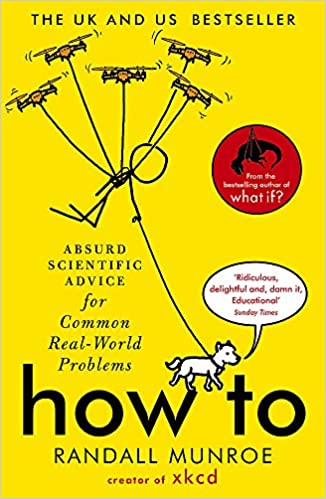 THE UK AND US BESTSELLER
From the
bestselling author of
what if?
ABSURD
SCIENTIFIC
ADVICE
for
Common
Real-World
Problems
'Ridiculous,
delightful and, damn it,
Educational'
Sunday Times
how to
RANDALL MUNROE
creator of xkcd